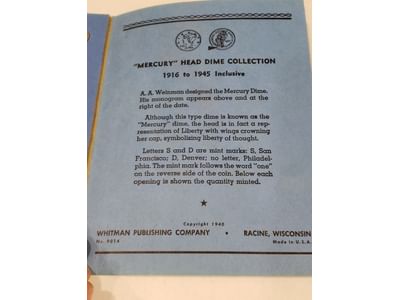 "MERCURY" HEAD DIME COLLECTION
1916 to 1945 Inclusive
A. A. Weinman designed the Mercury Dime.
His monogram appears above and at the
right of the date.
Although this type dime is known as the
"Mercury" dime, the head is in fact a rep-
resentation of Liberty with wings crowning
her cap, symbolizing liberty of thought.
Letters S and D are mint marks: S, San
Francisco; D, Denver; no letter, Philadel-
phia. The mint mark follows the word "one"
on the reverse side of the coin. Below each
opening is shown the quantity minted.
Copyright 1940
WHITMAN PUBLISHING COMPANY • RACINE, WISCONSIN
No. 9014 Made in U.S.A.